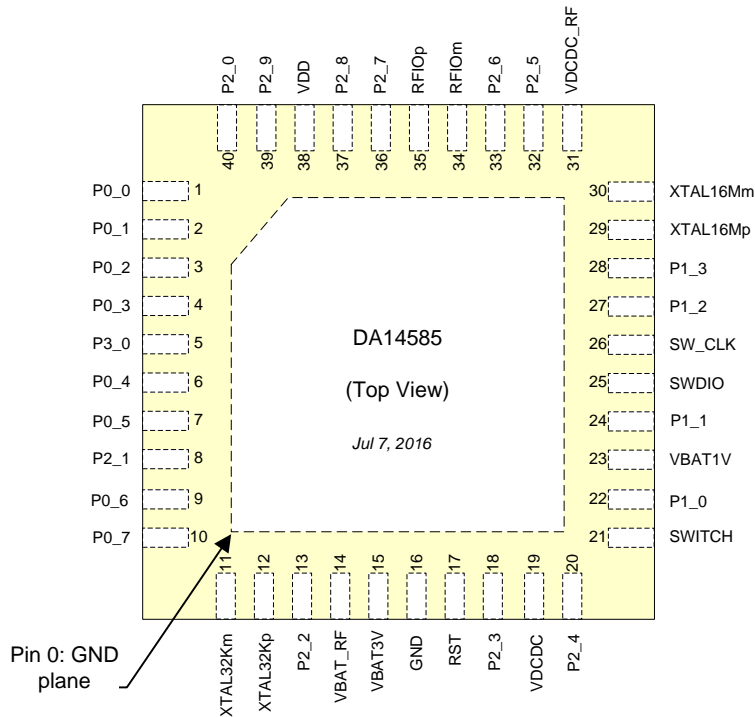 P2_0
P2_9
VDD
P2_8
P2_7
RFIOp
RFIOm
P2_6
P2_5
VDCDC_RF
40
39
38
37
36
35
34
33
32
31
P0_0 1
P0_1 2
P0_2 3
P0_3 4
P3_0 5
P0_4 6
P0_5 7
P2_1 8
P0_6 9
P0_7 10
DA14585
(Top View)
Jul 7, 2016
30 XTAL16Mm
29 XTAL16Mp
28 P1_3
27 P1_2
26 SW_CLK
25 SWDIO
24 P1_1
23 VBAT1V
22 P1_0
21 SWITCH
11
12
13
14
15
16
17
18
19
20
XTAL32Km
XTAL32Kp
P2_2
VBAT_RF
VBAT3V
GND
RST
P2_3
VDCDC
P2_4
Pin 0: GND
plane